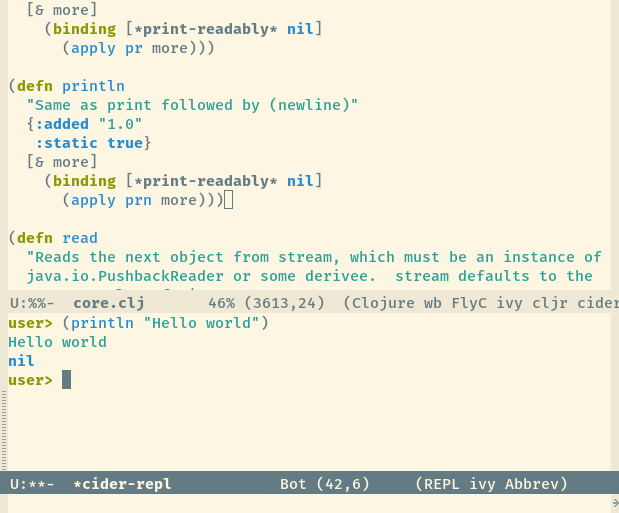 [& more]
    (binding [*print-readably* nil]
      (apply pr more)))
(defn println
  "Same as print followed by (newline)"
  {:added "1.0"
   :static true}
  [& more]
    (binding [*print-readably* nil]
      (apply prn more)))
(defn read
  "Reads the next object from stream, which must be an instance of
  java.io.PushbackReader or some derivee.  stream defaults to the
U:%%-  core.clj       46% (3613,24)  (Clojure wb FlyC ivy cljr cider
user> (println "Hello world")
Hello world
nil
user>
U:**-  *cider-repl            Bot (42,6)     (REPL ivy Abbrev)